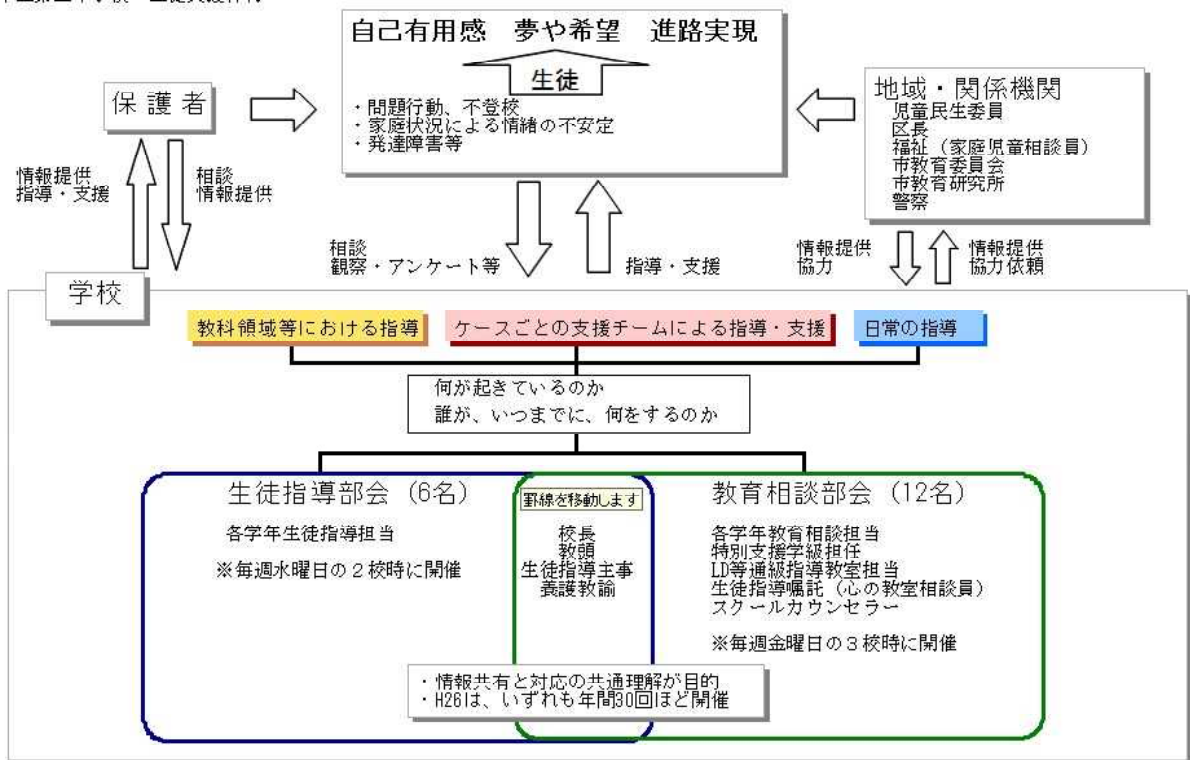 自己有用感　夢や希望　進路実現
生徒
・問題行動、不登校
・家庭状況による情緒の不安定
・発達障害等
保護者
地域・関係機関
児童民生委員
区長
福祉（家庭児童相談員）
市教育委員会
市教育研究所
警察
情報提供
指導・支援
相談
情報提供
相談
観察・アンケート等
指導・支援
情報提供
協力
情報提供
協力依頼
学校
教科領域等における指導
ケースごとの支援チームによる指導・支援
日常の指導
何が起きているのか
誰が、いつまでに、何をするのか
生徒指導部会（6名）
各学年生徒指導担当
※毎週水曜日の２校時に開催
罫線を移動します
校長
教頭
生徒指導主事
養護教諭
教育相談部会（12名）
各学年教育相談担当
特別支援学級担任
LD等通級指導教室担当
生徒指導嘱託（心の教室相談員）
スクールカウンセラー
※毎週金曜日の３校時に開催
・情報共有と対応の共通理解が目的
・H26は、いずれも年間30回ほど開催